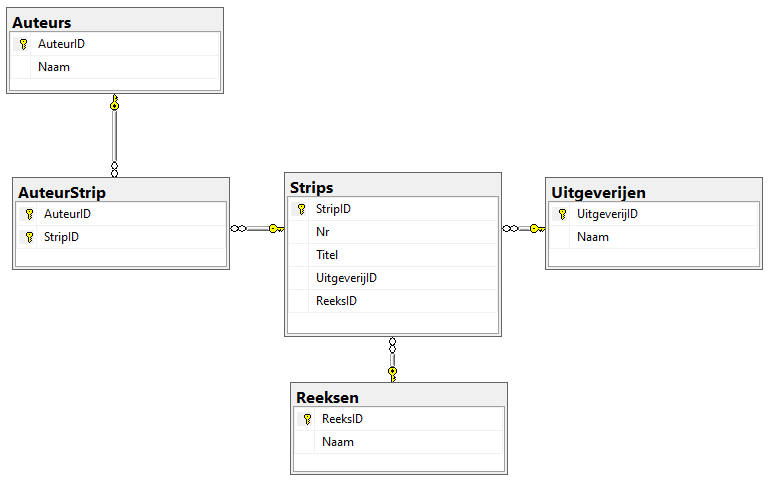 Auteurs
AuteurID
Naam
AuteurStrip
AuteurID
StripID
Strips
StripID
Nr
Titel
UitgeverijID
ReeksID
Uitgeverijen
UitgeverijID
Naam
Reeksen
ReeksID
Naam